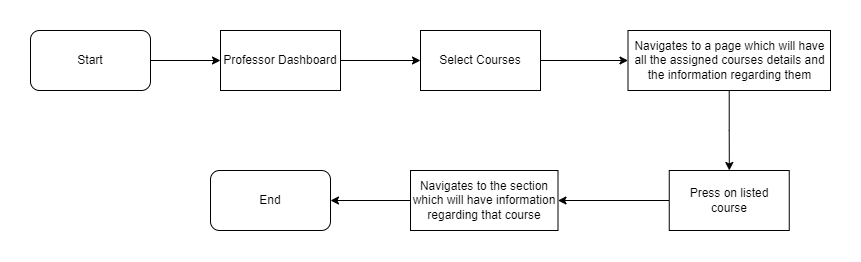 Start
Professor Dashboard
Select Courses
Navigates to a page which will have
all the assigned courses details and
the information regarding them
Press on listed
course
Navigates to the section
which will have information
regarding that course
End